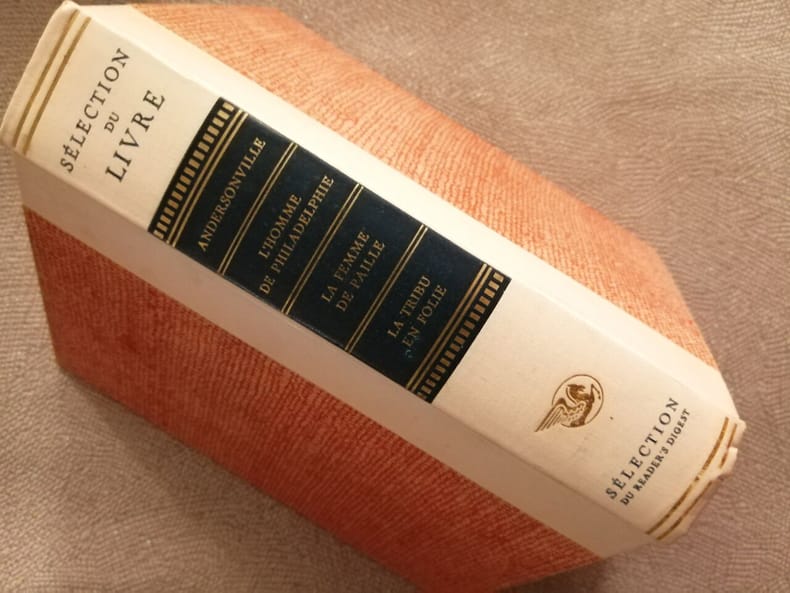 SÉLECTION
DU
LIVRE
ANDERSONVILLE
L'HOMME
DE PHILADELPHIE
LA FEMME
DE PAILLE
LA TRIBU
EN FOLIE
SÉLECTION
DU READER'S DIGEST